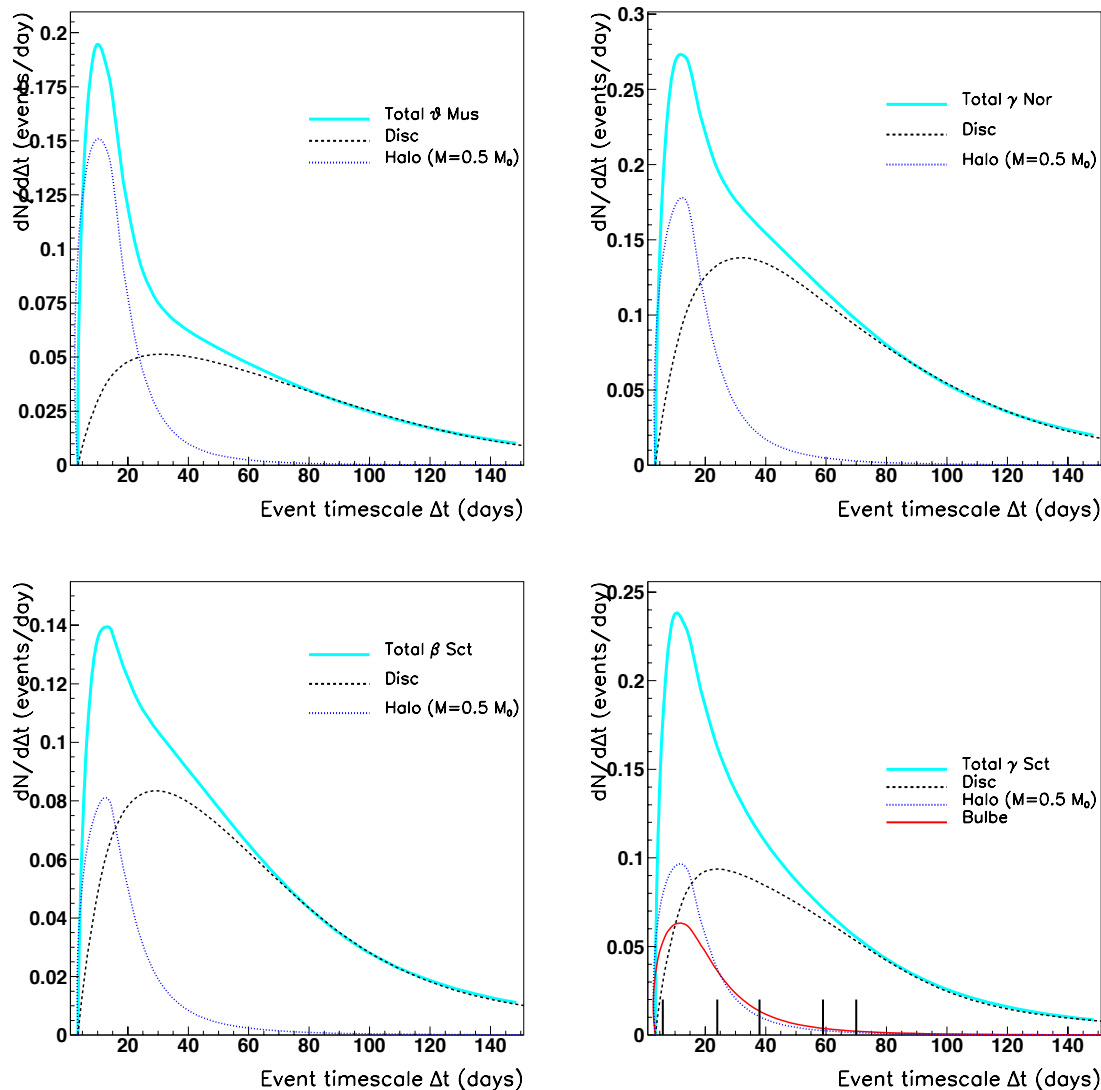 dN/dΔt (events/day)
0.2
0.175
0.15
0.125
0.1
0.075
0.05
0.025
0
Total ϑ Mus
Disc
Halo (M=0.5 M₀)
20 40 60 80 100 120 140
Event timescale Δt (days)
dN/dΔt (events/day)
0.3
0.25
0.2
0.15
0.1
0.05
0
Total γ Nor
Disc
Halo (M=0.5 M₀)
20 40 60 80 100 120 140
Event timescale Δt (days)
dN/dΔt (events/day)
0.14
0.12
0.1
0.08
0.06
0.04
0.02
0
Total β Sct
Disc
Halo (M=0.5 M₀)
20 40 60 80 100 120 140
Event timescale Δt (days)
dN/dΔt (events/day)
0.25
0.2
0.15
0.1
0.05
0
Total γ Sct
Disc
Halo (M=0.5 M₀)
Bulbe
20 40 60 80 100 120 140
Event timescale Δt (days)